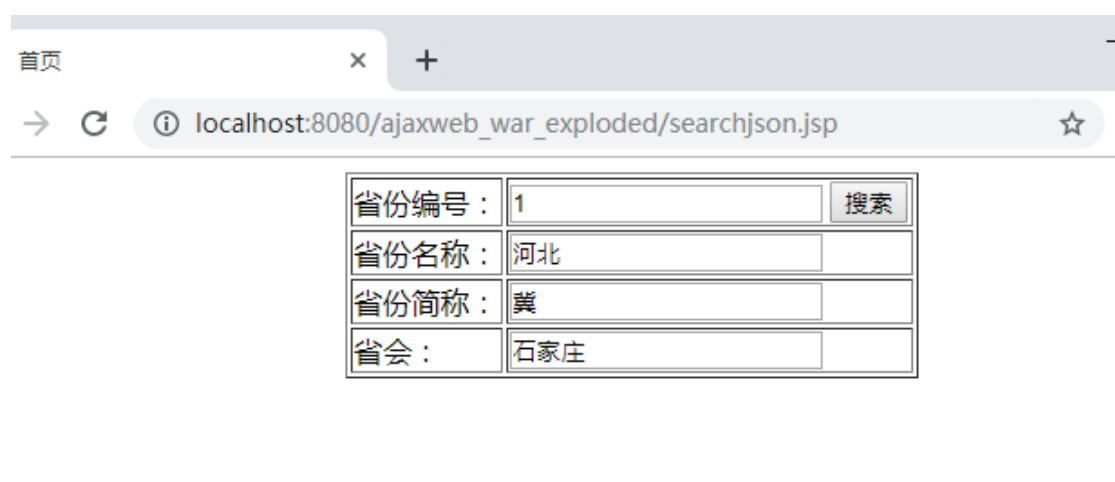 首页
localhost:8080/ajaxweb_war_exploded/searchjson.jsp
省份编号： 1 搜索
省份名称： 河北
省份简称： 冀
省会： 石家庄